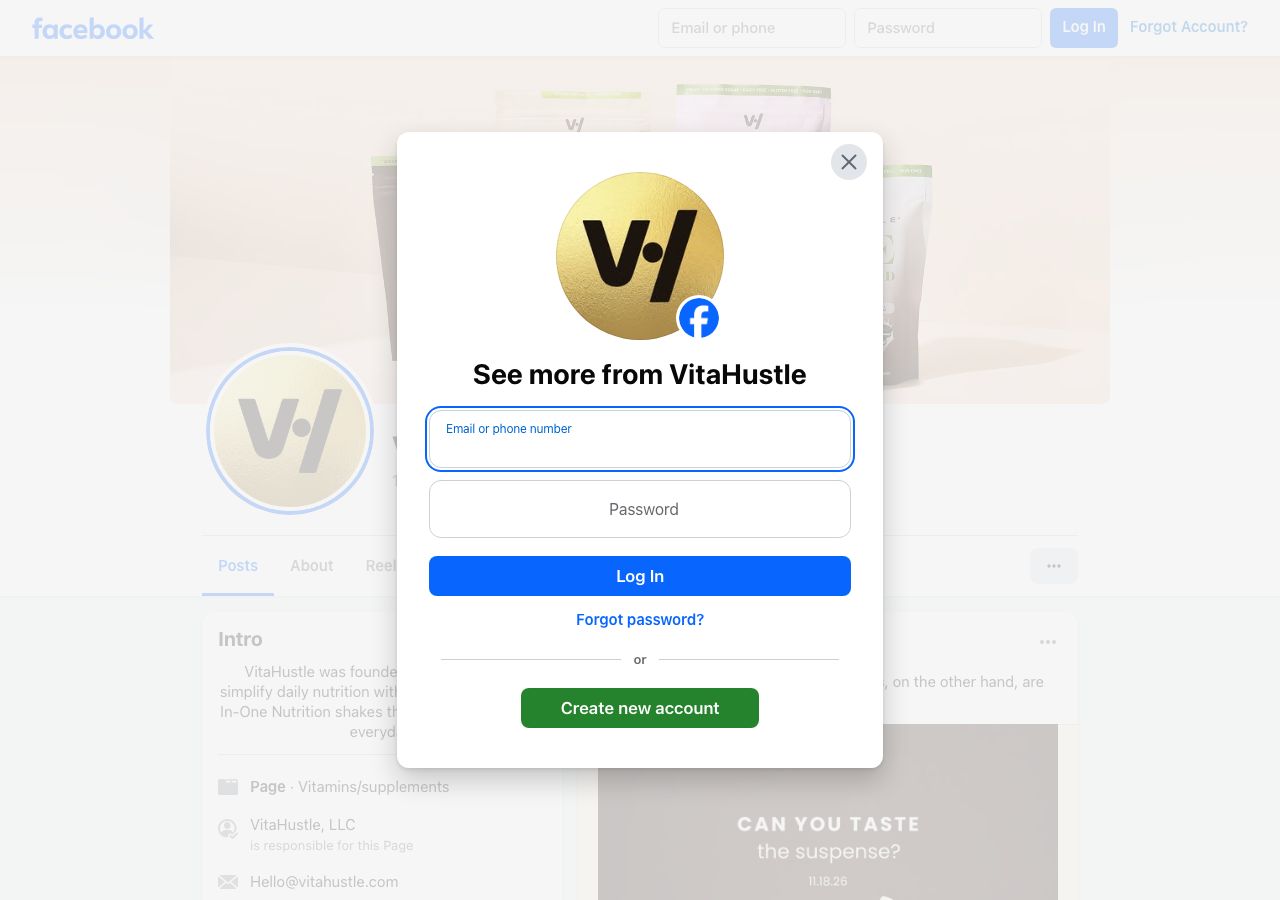 facebook
Email or phone
Password
Log In
Forgot Account?
See more from VitaHustle
Email or phone number
Password
Log In
Forgot password?
or
Create new account
Posts
About
Reel
Intro
VitaHustle was founde
simplify daily nutrition with
In-One Nutrition shakes th
everyd
Page · Vitamins/supplements
VitaHustle, LLC
is responsible for this Page
Hello@vitahustle.com
, on the other hand, are
CAN YOU TASTE
the suspense?
11.18.26